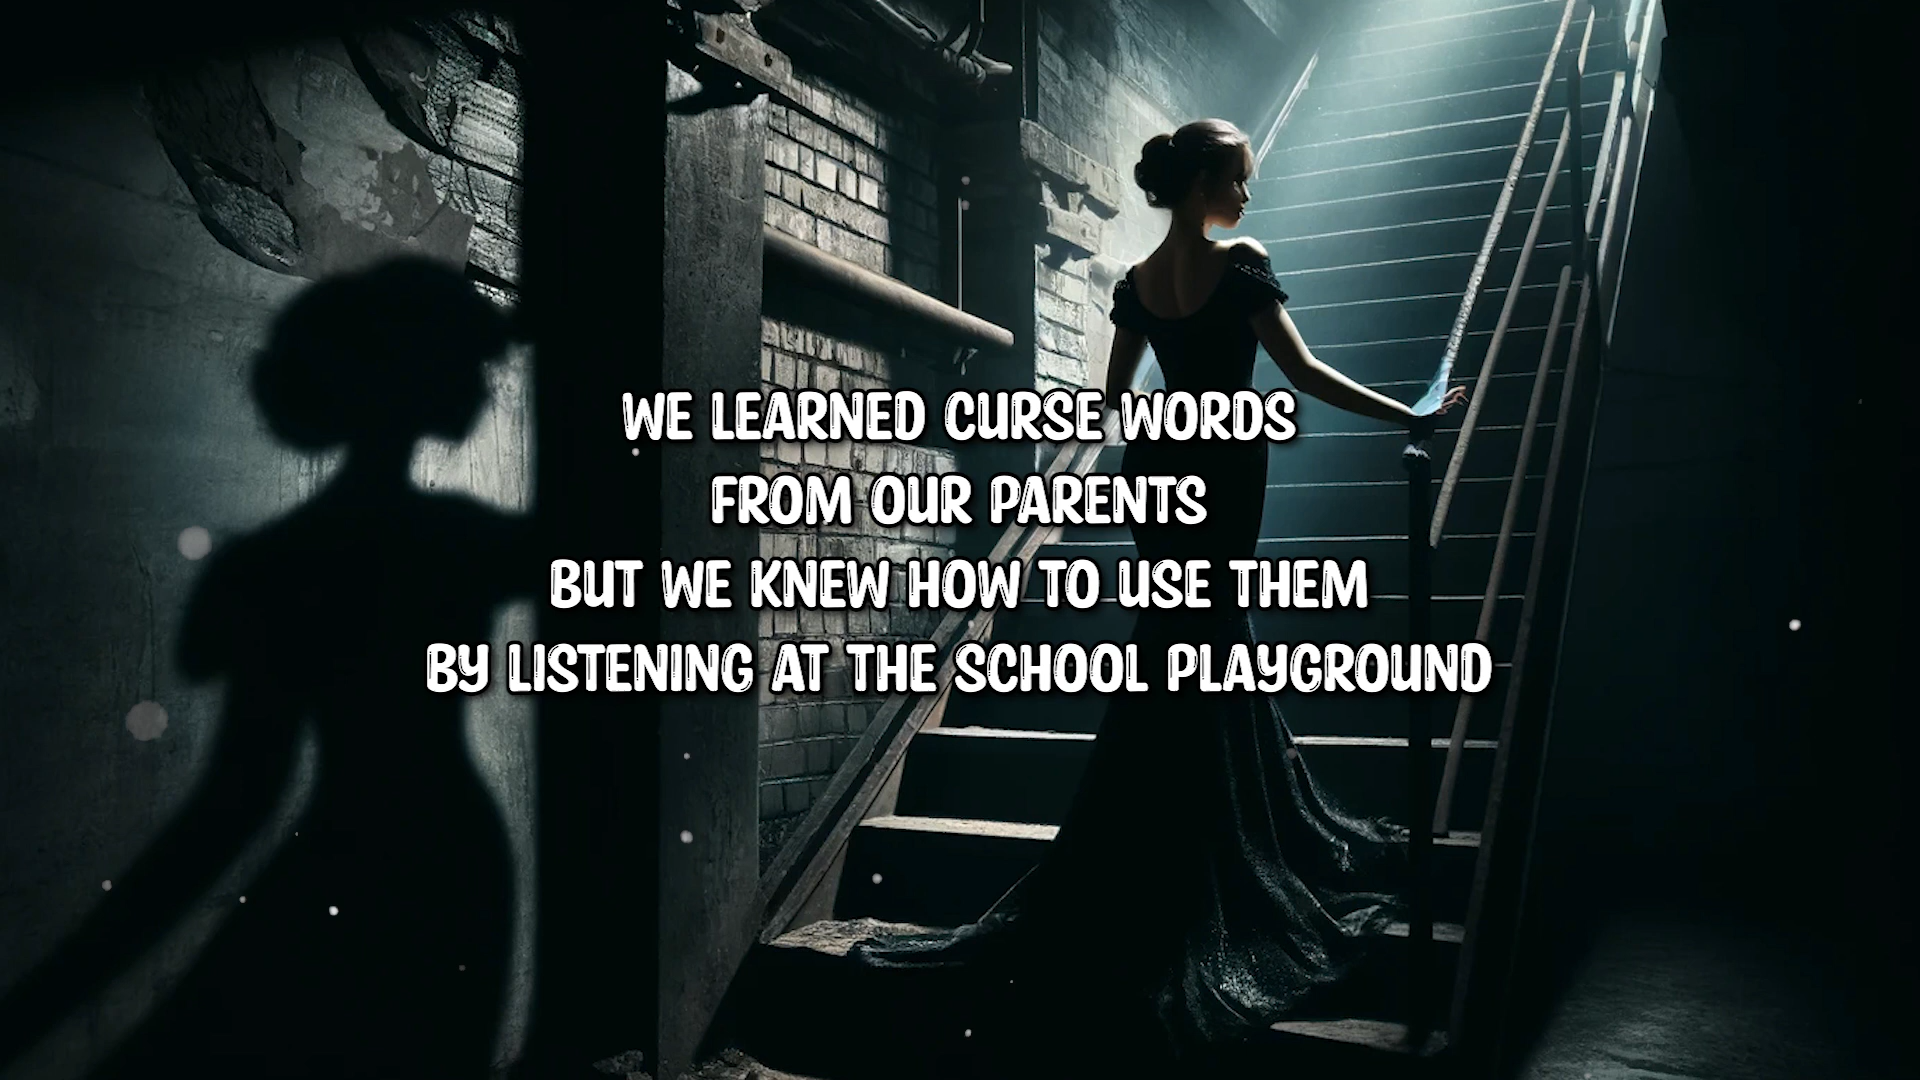 WE LEARNED CURSE WORDS
FROM OUR PARENTS
BUT WE KNEW HOW TO USE THEM
BY LISTENING AT THE SCHOOL PLAYGROUND